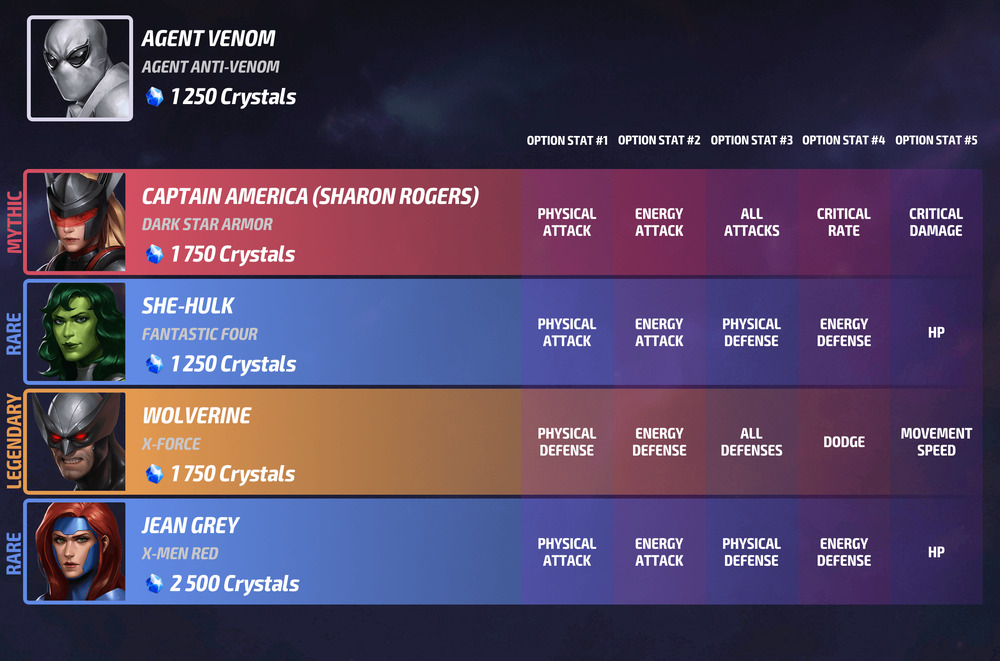 AGENT VENOM
AGENT ANTI-VENOM
1 250 Crystals
OPTION STAT #1 OPTION STAT #2 OPTION STAT #3 OPTION STAT #4 OPTION STAT #5
MYTHIC
CAPTAIN AMERICA (SHARON ROGERS)
DARK STAR ARMOR
1 750 Crystals
PHYSICAL ATTACK
ENERGY ATTACK
ALL ATTACKS
CRITICAL RATE
CRITICAL DAMAGE
RARE
SHE-HULK
FANTASTIC FOUR
1 250 Crystals
PHYSICAL ATTACK
ENERGY ATTACK
PHYSICAL DEFENSE
ENERGY DEFENSE
HP
LEGENDARY
WOLVERINE
X-FORCE
1 750 Crystals
PHYSICAL DEFENSE
ENERGY DEFENSE
ALL DEFENSES
DODGE
MOVEMENT SPEED
RARE
JEAN GREY
X-MEN RED
2 500 Crystals
PHYSICAL ATTACK
ENERGY ATTACK
PHYSICAL DEFENSE
ENERGY DEFENSE
HP